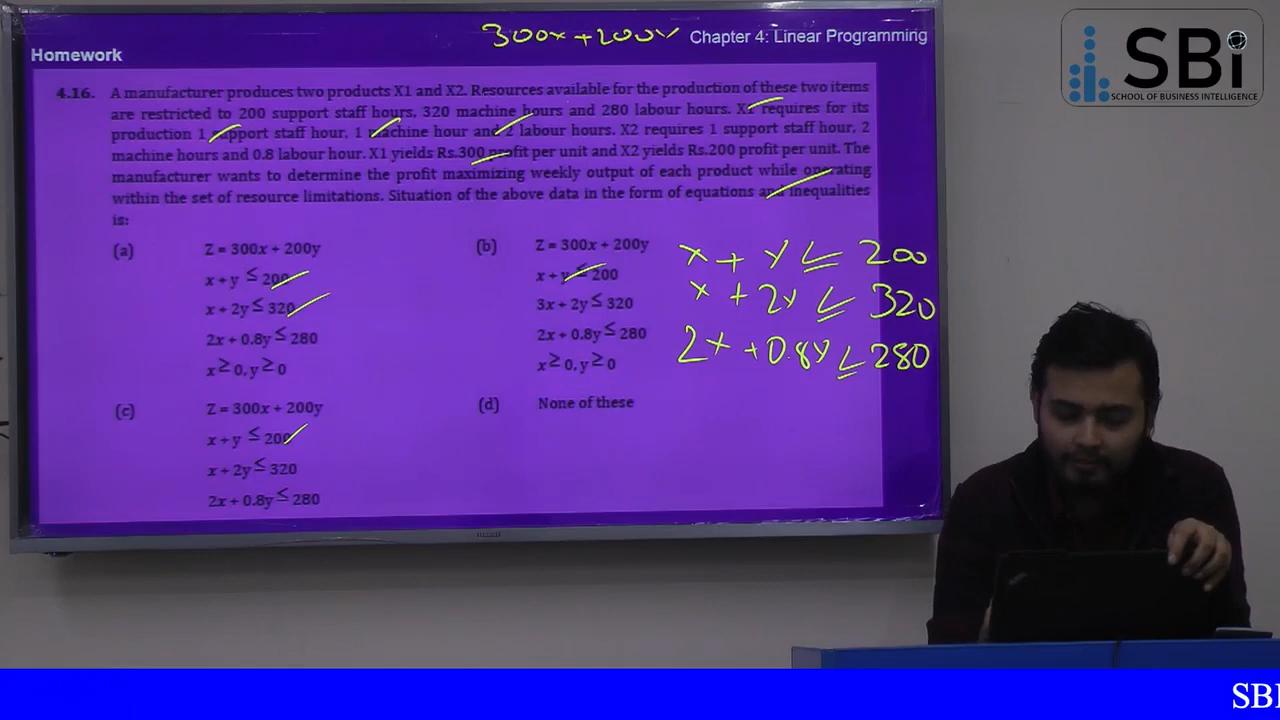 300x + 200y Chapter 4: Linear Programming
Homework
SBi
SCHOOL OF BUSINESS INTELLIGENCE
4.16. A manufacturer produces two products X1 and X2. Resources available for the production of these two items
are restricted to 200 support staff hours, 320 machine hours and 280 labour hours. X1 requires for its
production 1 support staff hour, 1 machine hour and 2 labour hours. X2 requires 1 support staff hour, 2
machine hours and 0.8 labour hour. X1 yields Rs.300 profit per unit and X2 yields Rs.200 profit per unit. The
manufacturer wants to determine the profit maximizing weekly output of each product while operating
within the set of resource limitations. Situation of the above data in the form of equations and inequalities
is:
(a) Z = 300x + 200y
x + y ≤ 200
x + 2y ≤ 320
2x + 0.8y ≤ 280
x ≥ 0, y ≥ 0
(b) Z = 300x + 200y
x + y ≤ 200
3x + 2y ≤ 320
2x + 0.8y ≤ 280
x ≥ 0, y ≥ 0
x + y ≤ 200
x + 2y ≤ 320
2x + 0.8y ≤ 280
(c) Z = 300x + 200y
x + y ≤ 200
x + 2y ≤ 320
2x + 0.8y ≤ 280
(d) None of these